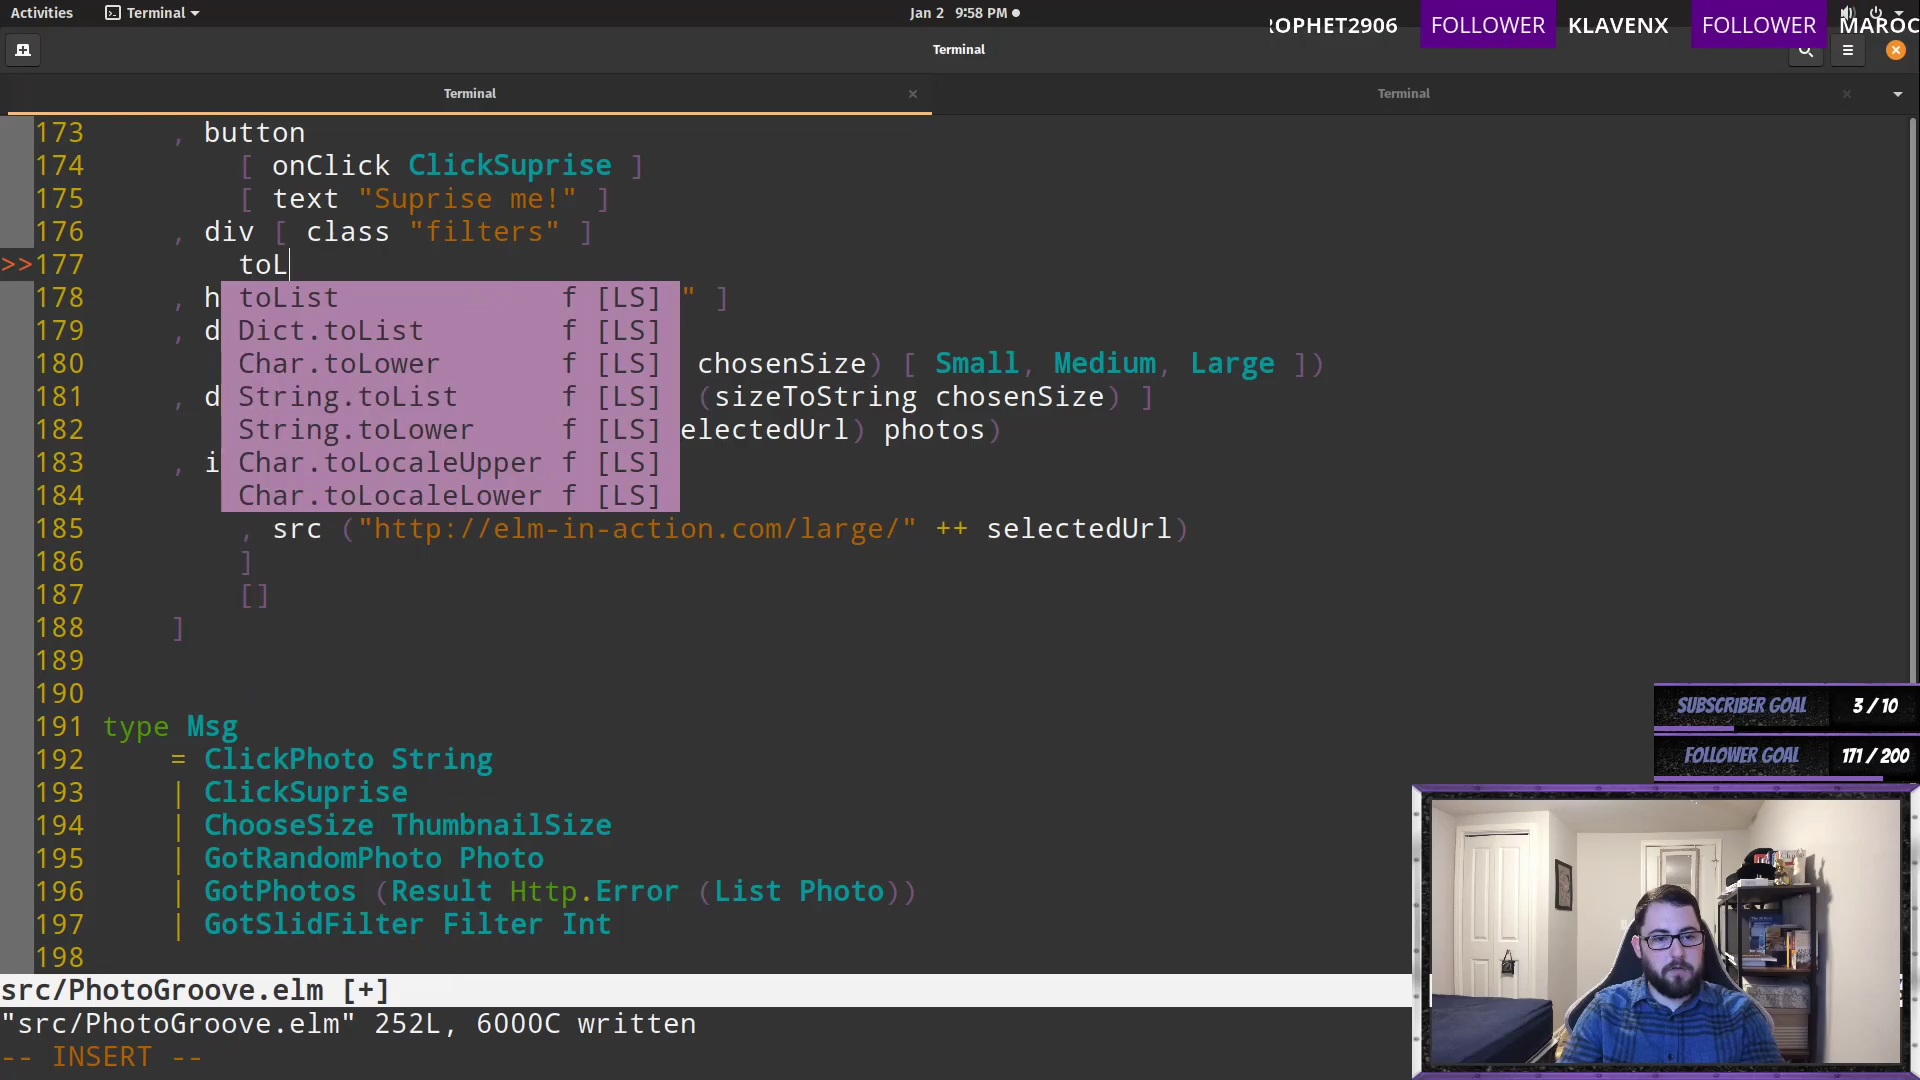 Activities
Terminal
Jan 2 9:58 PM
ROPHET2906 FOLLOWER KLAVENX FOLLOWER MAROC
Terminal
Terminal
Terminal
173 , button
174 [ onClick ClickSuprise ]
175 [ text "Suprise me!" ]
176 , div [ class "filters" ]
>>177 toL
178 , h toList f [LS] " ]
179 , d Dict.toList f [LS]
180 Char.toLower f [LS] chosenSize) [ Small, Medium, Large ])
181 , d String.toList f [LS] (sizeToString chosenSize) ]
182 String.toLower f [LS] electedUrl) photos)
183 , i Char.toLocaleUpper f [LS]
184 Char.toLocaleLower f [LS]
185 , src ("http://elm-in-action.com/large/" ++ selectedUrl)
186 ]
187 []
188 ]
189
190
191 type Msg
192 = ClickPhoto String
193 | ClickSuprise
194 | ChooseSize ThumbnailSize
195 | GotRandomPhoto Photo
196 | GotPhotos (Result Http.Error (List Photo))
197 | GotSlidFilter Filter Int
198
SUBSCRIBER GOAL 3 / 10
FOLLOWER GOAL 171 / 200
src/PhotoGroove.elm [+]
"src/PhotoGroove.elm" 252L, 6000C written
-- INSERT --